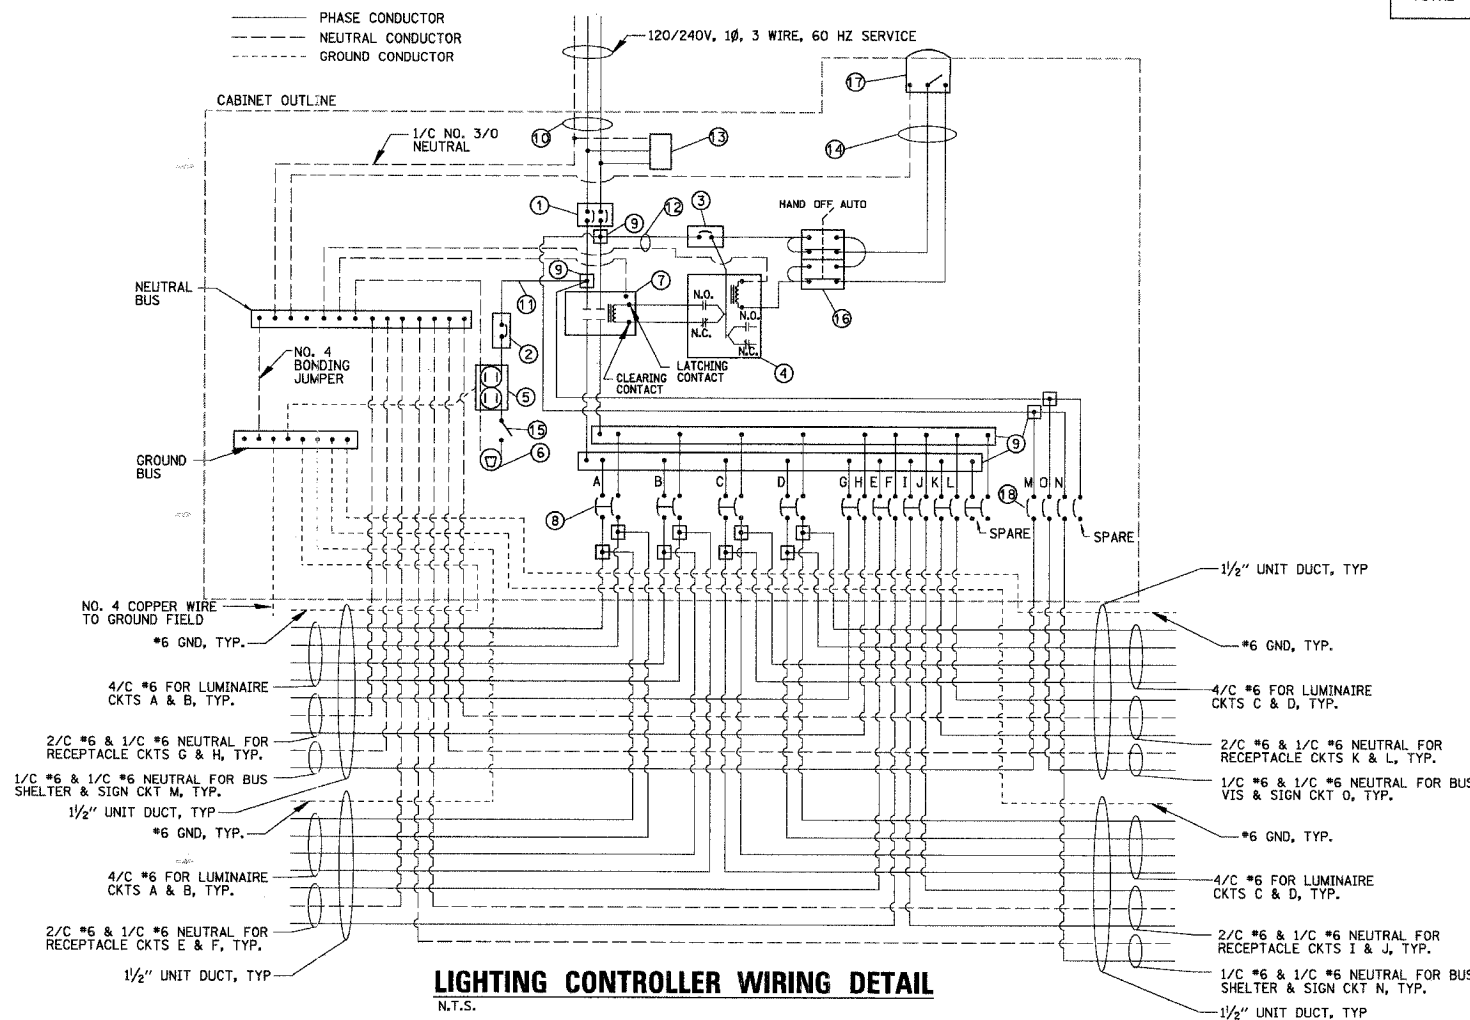 PHASE CONDUCTOR
NEUTRAL CONDUCTOR
GROUND CONDUCTOR
120/240V, 1Ø, 3 WIRE, 60 HZ SERVICE
17
CABINET OUTLINE
10
1/C NO. 3/0
NEUTRAL
13
14
1
3
12
9
HAND OFF AUTO
9
7
NEUTRAL
BUS
11
N.O.
N.O.
16
N.C.
N.C.
2
NO. 4
BONDING
JUMPER
LATCHING
CONTACT
4
CLEARING
CONTACT
5
15
6
9
9
GROUND
BUS
A B C D G H E F I J K L M O N
18
8
SPARE
SPARE
1½" UNIT DUCT, TYP
NO. 4 COPPER WIRE
TO GROUND FIELD
#6 GND, TYP.
#6 GND, TYP.
4/C #6 FOR LUMINAIRE
CKTS A & B, TYP.
4/C #6 FOR LUMINAIRE
CKTS C & D, TYP.
2/C #6 & 1/C #6 NEUTRAL FOR
RECEPTACLE CKTS G & H, TYP.
2/C #6 & 1/C #6 NEUTRAL FOR
RECEPTACLE CKTS K & L, TYP.
1/C #6 & 1/C #6 NEUTRAL FOR BUS
SHELTER & SIGN CKT M, TYP.
1/C #6 & 1/C #6 NEUTRAL FOR BUS
VIS & SIGN CKT O, TYP.
1½" UNIT DUCT, TYP
#6 GND, TYP.
#6 GND, TYP.
4/C #6 FOR LUMINAIRE
CKTS A & B, TYP.
4/C #6 FOR LUMINAIRE
CKTS C & D, TYP.
2/C #6 & 1/C #6 NEUTRAL FOR
RECEPTACLE CKTS E & F, TYP.
2/C #6 & 1/C #6 NEUTRAL FOR
RECEPTACLE CKTS I & J, TYP.
1½" UNIT DUCT, TYP
1/C #6 & 1/C #6 NEUTRAL FOR BUS
SHELTER & SIGN CKT N, TYP.
1½" UNIT DUCT, TYP
LIGHTING CONTROLLER WIRING DETAIL
N.T.S.